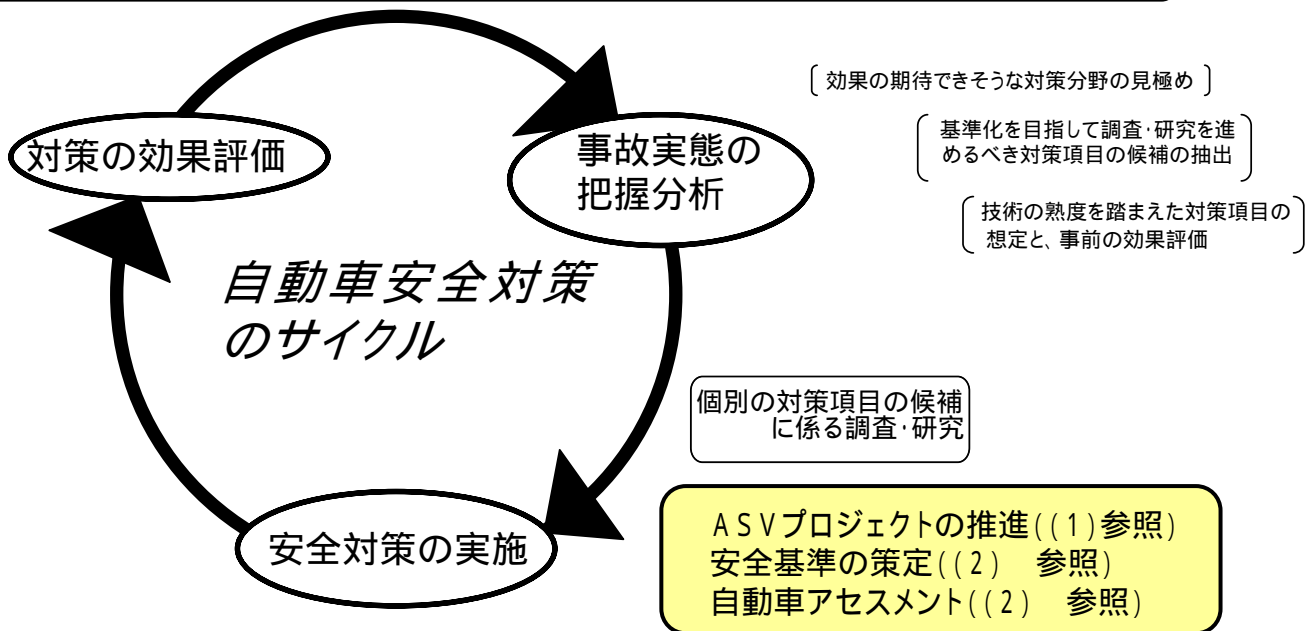 対策の効果評価
事故実態の
把握分析
〔効果の期待できそうな対策分野の見極め〕
基準化を目指して調査･研究を進
めるべき対策項目の候補の抽出
技術の熟度を踏まえた対策項目の
想定と、事前の効果評価
自動車安全対策
のサイクル
個別の対策項目の候補
に係る調査･研究
安全対策の実施
ASVプロジェクトの推進((1)参照)
安全基準の策定((2)　参照)
自動車アセスメント((2)　参照)